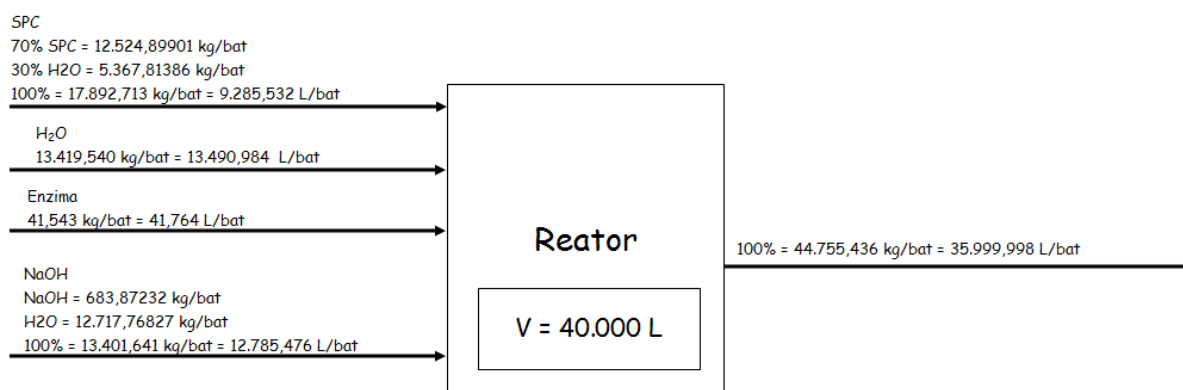 SPC
70% SPC = 12.524,89901 kg/bat
30% H2O = 5.367,81386 kg/bat
100% = 17.892,713 kg/bat = 9.285,532 L/bat
H₂O
13.419,540 kg/bat = 13.490,984 L/bat
Enzima
41,543 kg/bat = 41,764 L/bat
NaOH
NaOH = 683,87232 kg/bat
H2O = 12.717,76827 kg/bat
100% = 13.401,641 kg/bat = 12.785,476 L/bat
Reator
V = 40.000 L
100% = 44.755,436 kg/bat = 35.999,998 L/bat